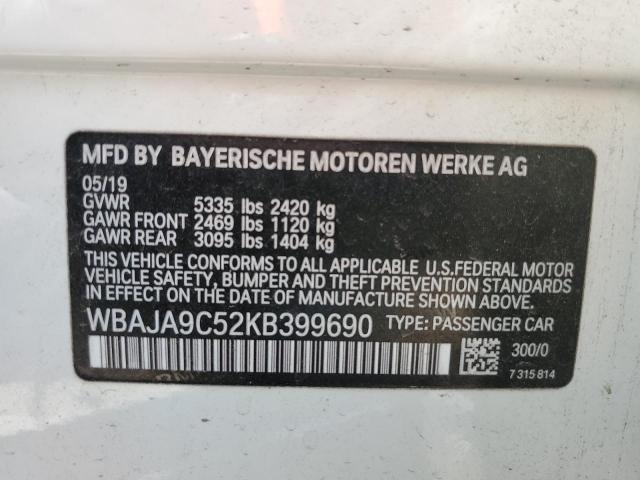 MFD BY BAYERISCHE MOTOREN WERKE AG
05/19
GVWR 5335 lbs 2420 kg
GAWR FRONT 2469 lbs 1120 kg
GAWR REAR 3095 lbs 1404 kg
THIS VEHICLE CONFORMS TO ALL APPLICABLE U.S.FEDERAL MOTOR
VEHICLE SAFETY, BUMPER AND THEFT PREVENTION STANDARDS
IN EFFECT ON THE DATE OF MANUFACTURE SHOWN ABOVE.
WBAJA9C52KB399690 TYPE: PASSENGER CAR
300/0
7 315 814